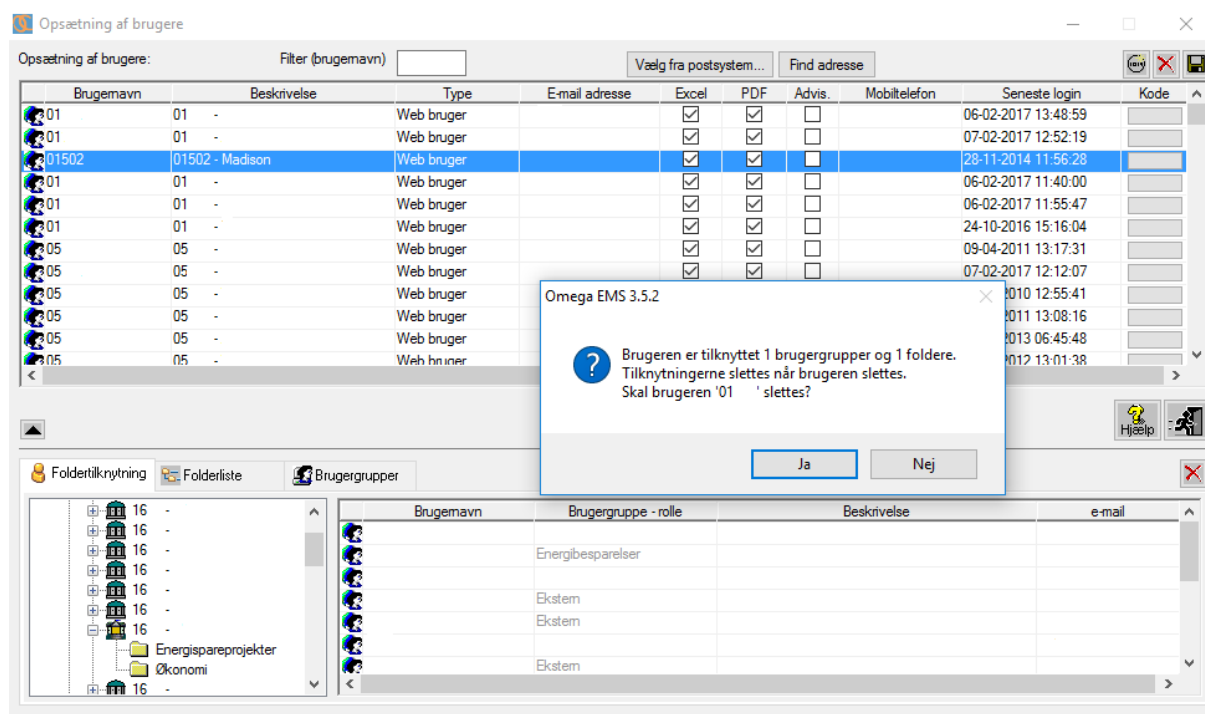 Opsætning af brugere
Opsætning af brugere: Filter (brugernavn) Vælg fra postsystem... Find adresse
Brugernavn Beskrivelse Type E-mail adresse Excel PDF Advis. Mobiltelefon Seneste login Kode
01 01 - Web bruger 06-02-2017 13:48:59
01 01 - Web bruger 07-02-2017 12:52:19
01502 01502 - Madison Web bruger 28-11-2014 11:56:28
01 01 - Web bruger 06-02-2017 11:40:00
01 01 - Web bruger 06-02-2017 11:55:47
01 01 - Web bruger 24-10-2016 15:16:04
05 05 - Web bruger 09-04-2011 13:17:31
05 05 - Web bruger 07-02-2017 12:12:07
05 05 - Web bruger 2010 12:55:41
05 05 - Web bruger 2011 13:08:16
05 05 - Web bruger 2013 06:45:48
05 05 - Web bruger 2012 13:01:38
Omega EMS 3.5.2
Brugeren er tilknyttet 1 brugergrupper og 1 foldere.
Tilknytningerne slettes når brugeren slettes.
Skal brugeren '01 ' slettes?
Ja Nej
Hjælp
Foldertilknytning Folderliste Brugergrupper
16 -
16 -
16 -
16 -
16 -
16 -
16 -
Energispareprojekter
Økonomi
16 -
Brugernavn Brugergruppe - rolle Beskrivelse e-mail
Energibesparelser
Ekstern
Ekstern
Ekstern